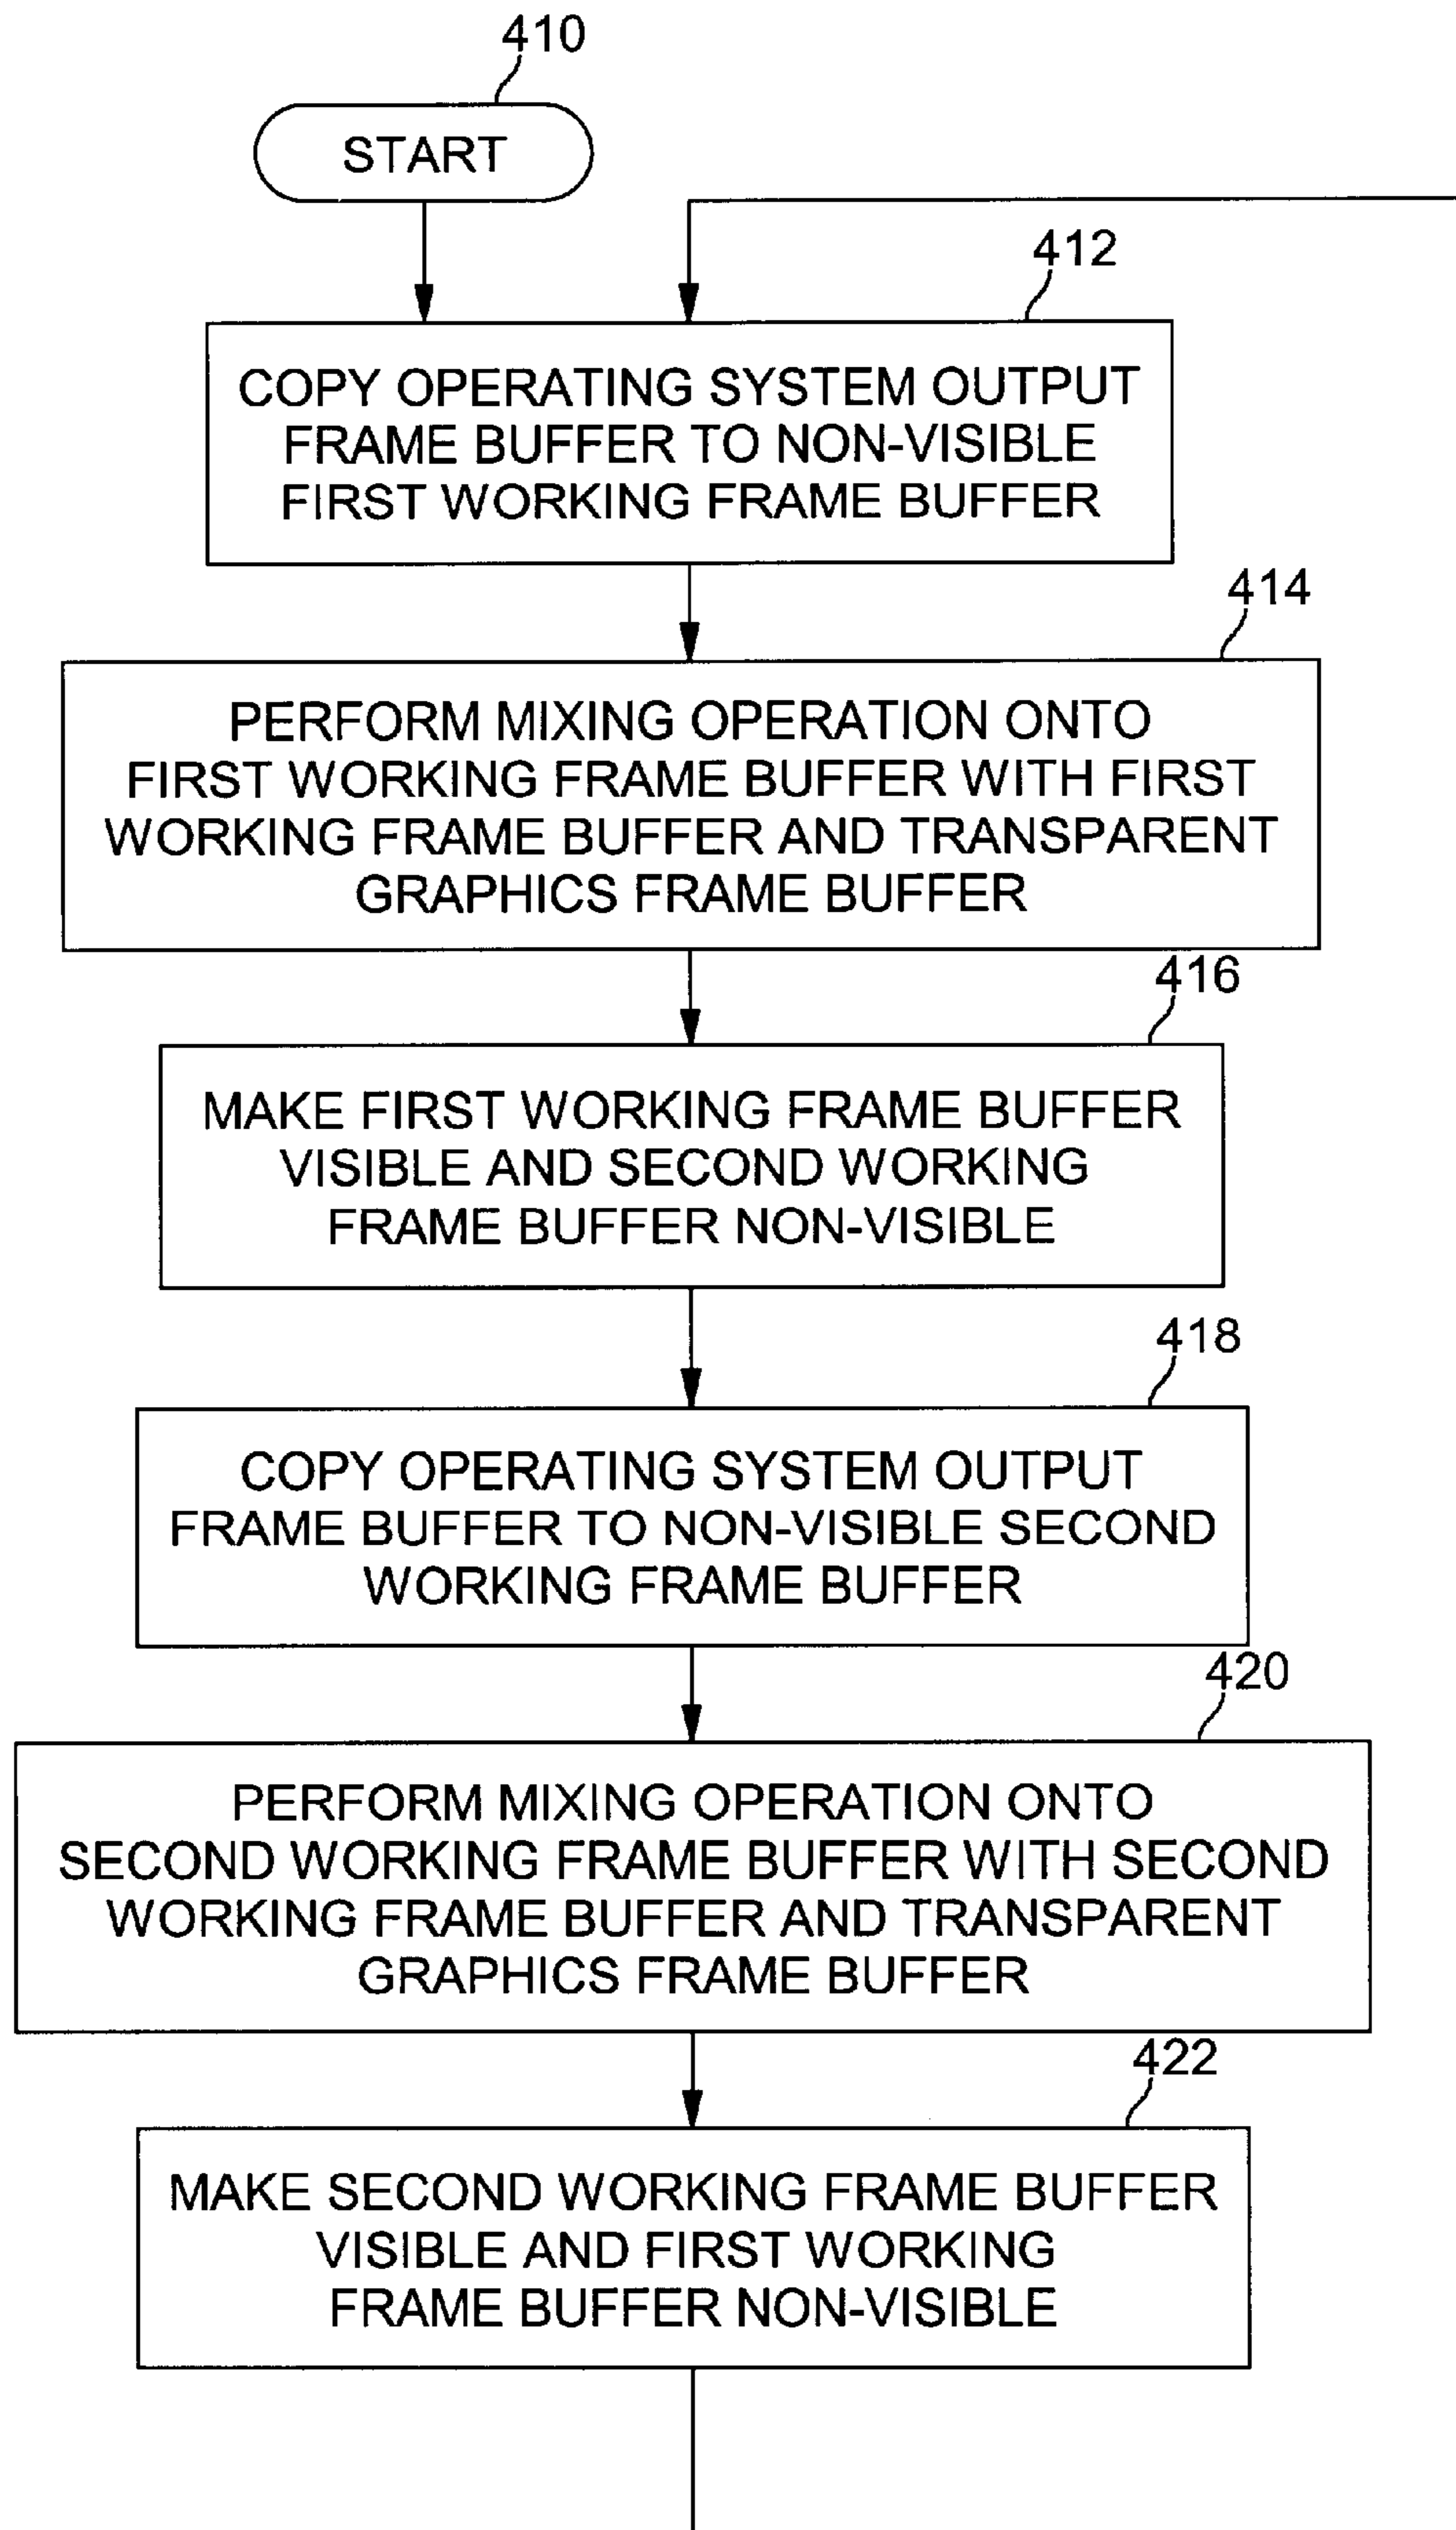 410
START
412
COPY OPERATING SYSTEM OUTPUT
FRAME BUFFER TO NON-VISIBLE
FIRST WORKING FRAME BUFFER
414
PERFORM MIXING OPERATION ONTO
FIRST WORKING FRAME BUFFER WITH FIRST
WORKING FRAME BUFFER AND TRANSPARENT
GRAPHICS FRAME BUFFER
416
MAKE FIRST WORKING FRAME BUFFER
VISIBLE AND SECOND WORKING
FRAME BUFFER NON-VISIBLE
418
COPY OPERATING SYSTEM OUTPUT
FRAME BUFFER TO NON-VISIBLE SECOND
WORKING FRAME BUFFER
420
PERFORM MIXING OPERATION ONTO
SECOND WORKING FRAME BUFFER WITH SECOND
WORKING FRAME BUFFER AND TRANSPARENT
GRAPHICS FRAME BUFFER
422
MAKE SECOND WORKING FRAME BUFFER
VISIBLE AND FIRST WORKING
FRAME BUFFER NON-VISIBLE